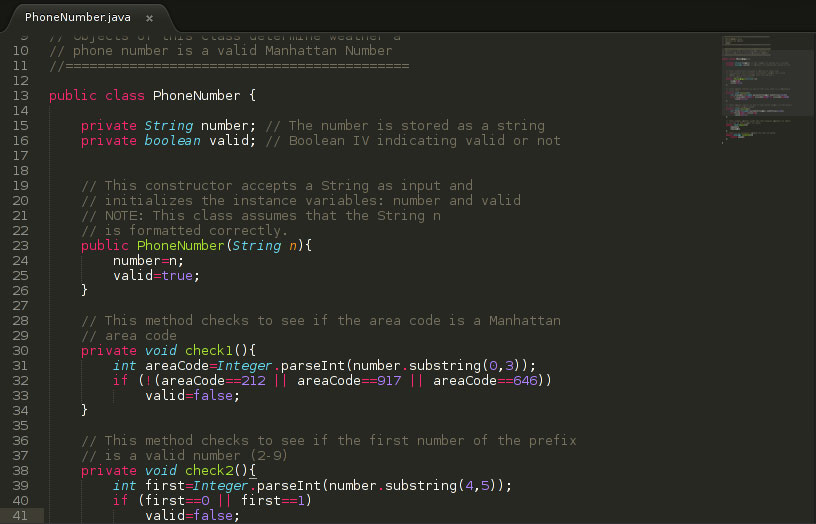 PhoneNumber.java ×
9 // Objects of this class determine weather a
10 // phone number is a valid Manhattan Number
11 //===========================================
12
13 public class PhoneNumber {
14
15 private String number; // The number is stored as a string
16 private boolean valid; // Boolean IV indicating valid or not
17
18
19 // This constructor accepts a String as input and
20 // initializes the instance variables: number and valid
21 // NOTE: This class assumes that the String n
22 // is formatted correctly.
23 public PhoneNumber(String n){
24 number=n;
25 valid=true;
26 }
27
28 // This method checks to see if the area code is a Manhattan
29 // area code
30 private void check1(){
31 int areaCode=Integer.parseInt(number.substring(0,3));
32 if (!(areaCode==212 || areaCode==917 || areaCode==646))
33 valid=false;
34 }
35
36 // This method checks to see if the first number of the prefix
37 // is a valid number (2-9)
38 private void check2(){
39 int first=Integer.parseInt(number.substring(4,5));
40 if (first==0 || first==1)
41 valid=false;